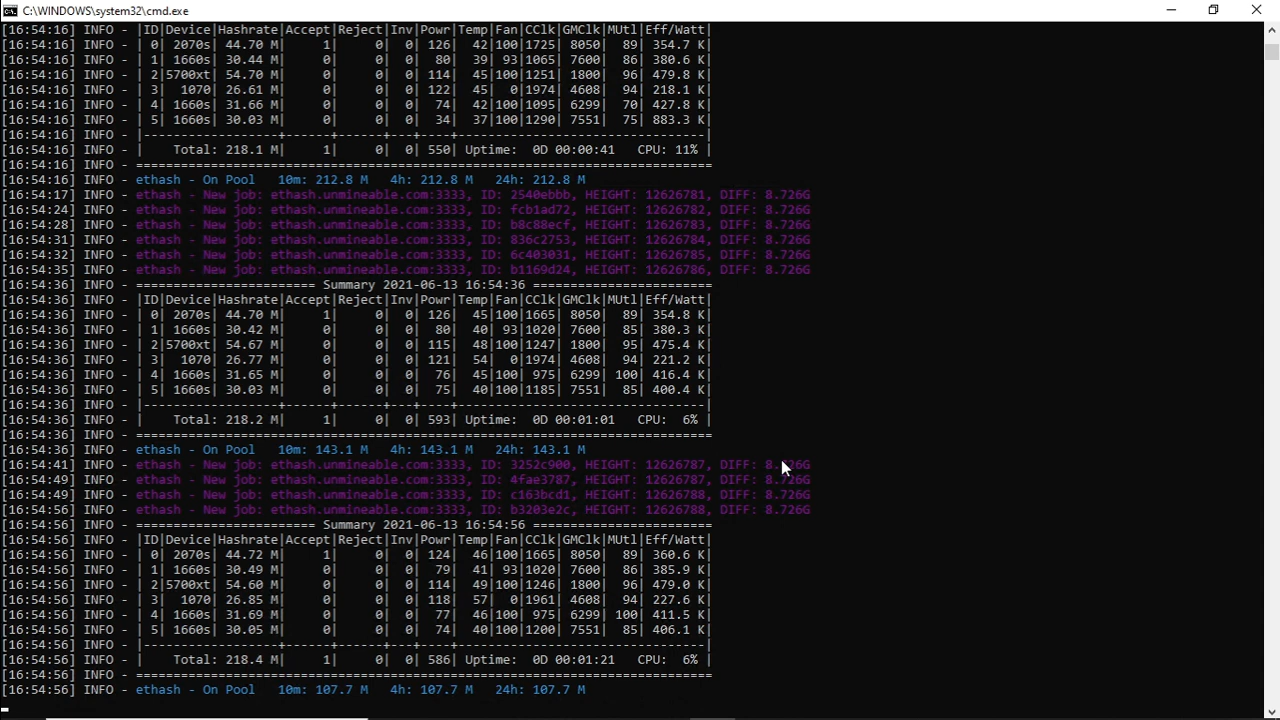 C:\WINDOWS\system32\cmd.exe
[16:54:16] INFO - |ID|Device|Hashrate|Accept|Reject|Inv|Powr|Temp|Fan|CClk|GMClk|MUtl|Eff/Watt|
[16:54:16] INFO - | 0| 2070s| 44.70 M|     1|     0|  0| 126|  42|100|1725| 8050|  89| 354.7 K|
[16:54:16] INFO - | 1| 1660s| 30.44 M|     0|     0|  0|  80|  39| 93|1065| 7600|  86| 380.6 K|
[16:54:16] INFO - | 2|5700xt| 54.70 M|     0|     0|  0| 114|  45|100|1251| 1800|  96| 479.8 K|
[16:54:16] INFO - | 3|  1070| 26.61 M|     0|     0|  0| 122|  45|  0|1974| 4608|  94| 218.1 K|
[16:54:16] INFO - | 4| 1660s| 31.66 M|     0|     0|  0|  74|  42|100|1095| 6299|  70| 427.8 K|
[16:54:16] INFO - | 5| 1660s| 30.03 M|     0|     0|  0|  34|  37|100|1290| 7551|  75| 883.3 K|
[16:54:16] INFO - |------------------+------+------+---+----------------------------------------|
[16:54:16] INFO - |    Total: 218.1 M|     1|     0|  0| 550| Uptime:  0D 00:00:41   CPU: 11% |
[16:54:16] INFO - =============================================================================
[16:54:16] INFO - ethash - On Pool   10m: 212.8 M   4h: 212.8 M   24h: 212.8 M
[16:54:17] INFO - ethash - New job: ethash.unmineable.com:3333, ID: 2540ebbb, HEIGHT: 12626781, DIFF: 8.726G
[16:54:24] INFO - ethash - New job: ethash.unmineable.com:3333, ID: fcb1ad72, HEIGHT: 12626782, DIFF: 8.726G
[16:54:28] INFO - ethash - New job: ethash.unmineable.com:3333, ID: b8c88ecf, HEIGHT: 12626783, DIFF: 8.726G
[16:54:31] INFO - ethash - New job: ethash.unmineable.com:3333, ID: 836c2753, HEIGHT: 12626784, DIFF: 8.726G
[16:54:32] INFO - ethash - New job: ethash.unmineable.com:3333, ID: 6c403031, HEIGHT: 12626785, DIFF: 8.726G
[16:54:35] INFO - ethash - New job: ethash.unmineable.com:3333, ID: b1169d24, HEIGHT: 12626786, DIFF: 8.726G
[16:54:36] INFO - ======================== Summary 2021-06-13 16:54:36 ========================
[16:54:36] INFO - |ID|Device|Hashrate|Accept|Reject|Inv|Powr|Temp|Fan|CClk|GMClk|MUtl|Eff/Watt|
[16:54:36] INFO - | 0| 2070s| 44.70 M|     1|     0|  0| 126|  45|100|1665| 8050|  89| 354.8 K|
[16:54:36] INFO - | 1| 1660s| 30.42 M|     0|     0|  0|  80|  40| 93|1020| 7600|  85| 380.3 K|
[16:54:36] INFO - | 2|5700xt| 54.67 M|     0|     0|  0| 115|  48|100|1247| 1800|  95| 475.4 K|
[16:54:36] INFO - | 3|  1070| 26.77 M|     0|     0|  0| 121|  54|  0|1974| 4608|  94| 221.2 K|
[16:54:36] INFO - | 4| 1660s| 31.65 M|     0|     0|  0|  76|  45|100| 975| 6299| 100| 416.4 K|
[16:54:36] INFO - | 5| 1660s| 30.03 M|     0|     0|  0|  75|  40|100|1185| 7551|  85| 400.4 K|
[16:54:36] INFO - |------------------+------+------+---+----------------------------------------|
[16:54:36] INFO - |    Total: 218.2 M|     1|     0|  0| 593| Uptime:  0D 00:01:01   CPU:  6% |
[16:54:36] INFO - =============================================================================
[16:54:36] INFO - ethash - On Pool   10m: 143.1 M   4h: 143.1 M   24h: 143.1 M
[16:54:41] INFO - ethash - New job: ethash.unmineable.com:3333, ID: 3252c900, HEIGHT: 12626787, DIFF: 8.726G
[16:54:49] INFO - ethash - New job: ethash.unmineable.com:3333, ID: 4fae3787, HEIGHT: 12626787, DIFF: 8.726G
[16:54:49] INFO - ethash - New job: ethash.unmineable.com:3333, ID: c163bcd1, HEIGHT: 12626788, DIFF: 8.726G
[16:54:56] INFO - ethash - New job: ethash.unmineable.com:3333, ID: b3203e2c, HEIGHT: 12626788, DIFF: 8.726G
[16:54:56] INFO - ======================== Summary 2021-06-13 16:54:56 ========================
[16:54:56] INFO - |ID|Device|Hashrate|Accept|Reject|Inv|Powr|Temp|Fan|CClk|GMClk|MUtl|Eff/Watt|
[16:54:56] INFO - | 0| 2070s| 44.72 M|     1|     0|  0| 124|  46|100|1665| 8050|  89| 360.6 K|
[16:54:56] INFO - | 1| 1660s| 30.49 M|     0|     0|  0|  79|  41| 93|1020| 7600|  86| 385.9 K|
[16:54:56] INFO - | 2|5700xt| 54.60 M|     0|     0|  0| 114|  49|100|1246| 1800|  96| 479.0 K|
[16:54:56] INFO - | 3|  1070| 26.85 M|     0|     0|  0| 118|  57|  0|1961| 4608|  94| 227.6 K|
[16:54:56] INFO - | 4| 1660s| 31.69 M|     0|     0|  0|  77|  46|100| 975| 6299| 100| 411.5 K|
[16:54:56] INFO - | 5| 1660s| 30.05 M|     0|     0|  0|  74|  40|100|1200| 7551|  85| 406.1 K|
[16:54:56] INFO - |------------------+------+------+---+----------------------------------------|
[16:54:56] INFO - |    Total: 218.4 M|     1|     0|  0| 586| Uptime:  0D 00:01:21   CPU:  6% |
[16:54:56] INFO - =============================================================================
[16:54:56] INFO - ethash - On Pool   10m: 107.7 M   4h: 107.7 M   24h: 107.7 M